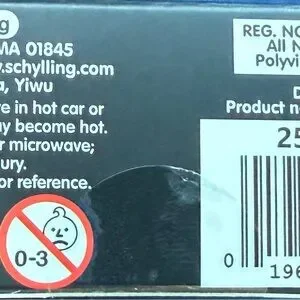 g
MA 01845
.schylling.com
a, Yiwu
e in hot car or
ay become hot.
or microwave;
ury.
or reference.
0-3
REG. NO
All N
Polyvi
D
Product n
25
0
196